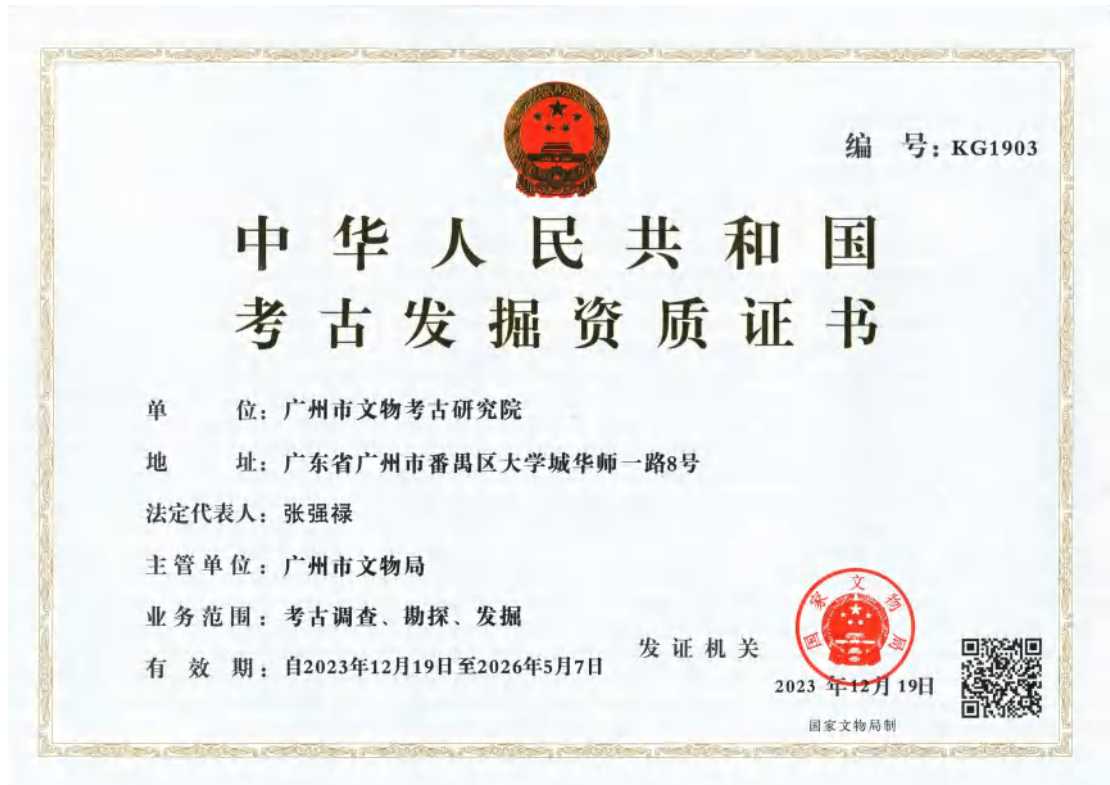 编 号：KG1903
中华人民共和国
考古发掘资质证书
单 位：广州市文物考古研究院
地 址：广东省广州市番禺区大学城华师一路8号
法定代表人：张强禄
主管单位：广州市文物局
业务范围：考古调查、勘探、发掘
有 效 期：自2023年12月19日至2026年5月7日
发证机关
国家文物局
2023 年12月 19日
国家文物局制